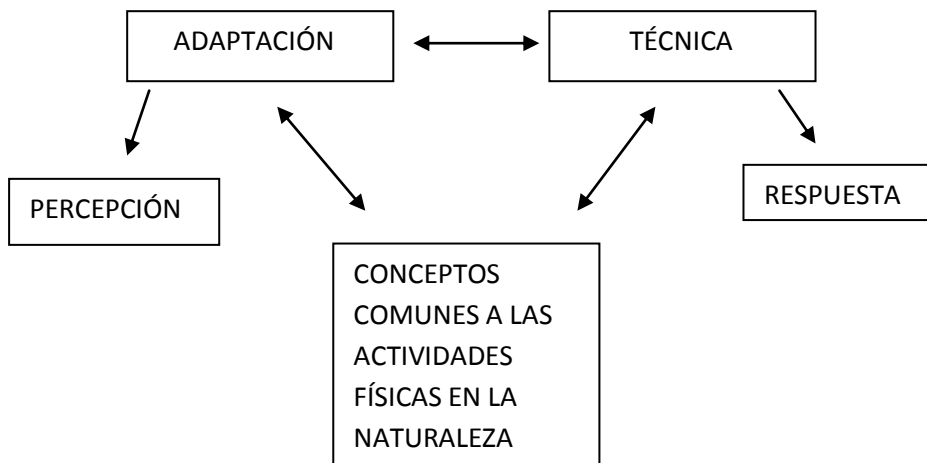 ADAPTACIÓN
TÉCNICA
PERCEPCIÓN
RESPUESTA
CONCEPTOS
COMUNES A LAS
ACTIVIDADES
FÍSICAS EN LA
NATURALEZA